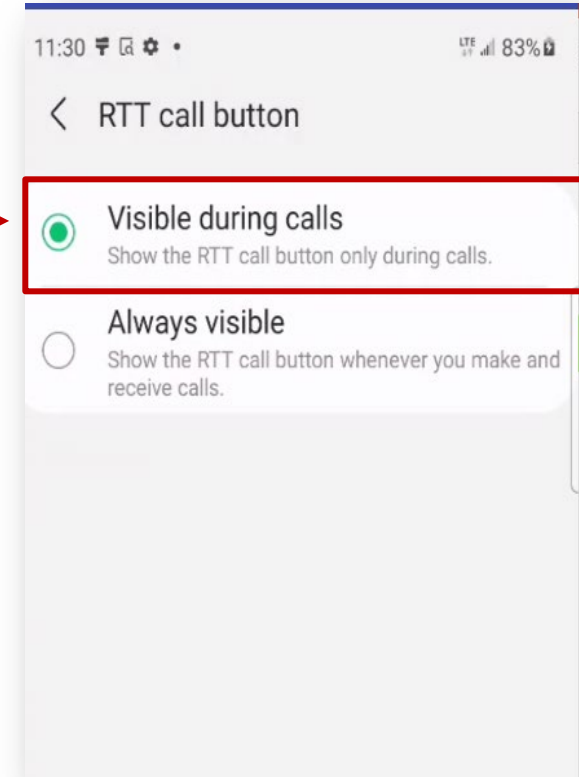 11:30 LTE 83%
RTT call button
Visible during calls
Show the RTT call button only during calls.
Always visible
Show the RTT call button whenever you make and
receive calls.